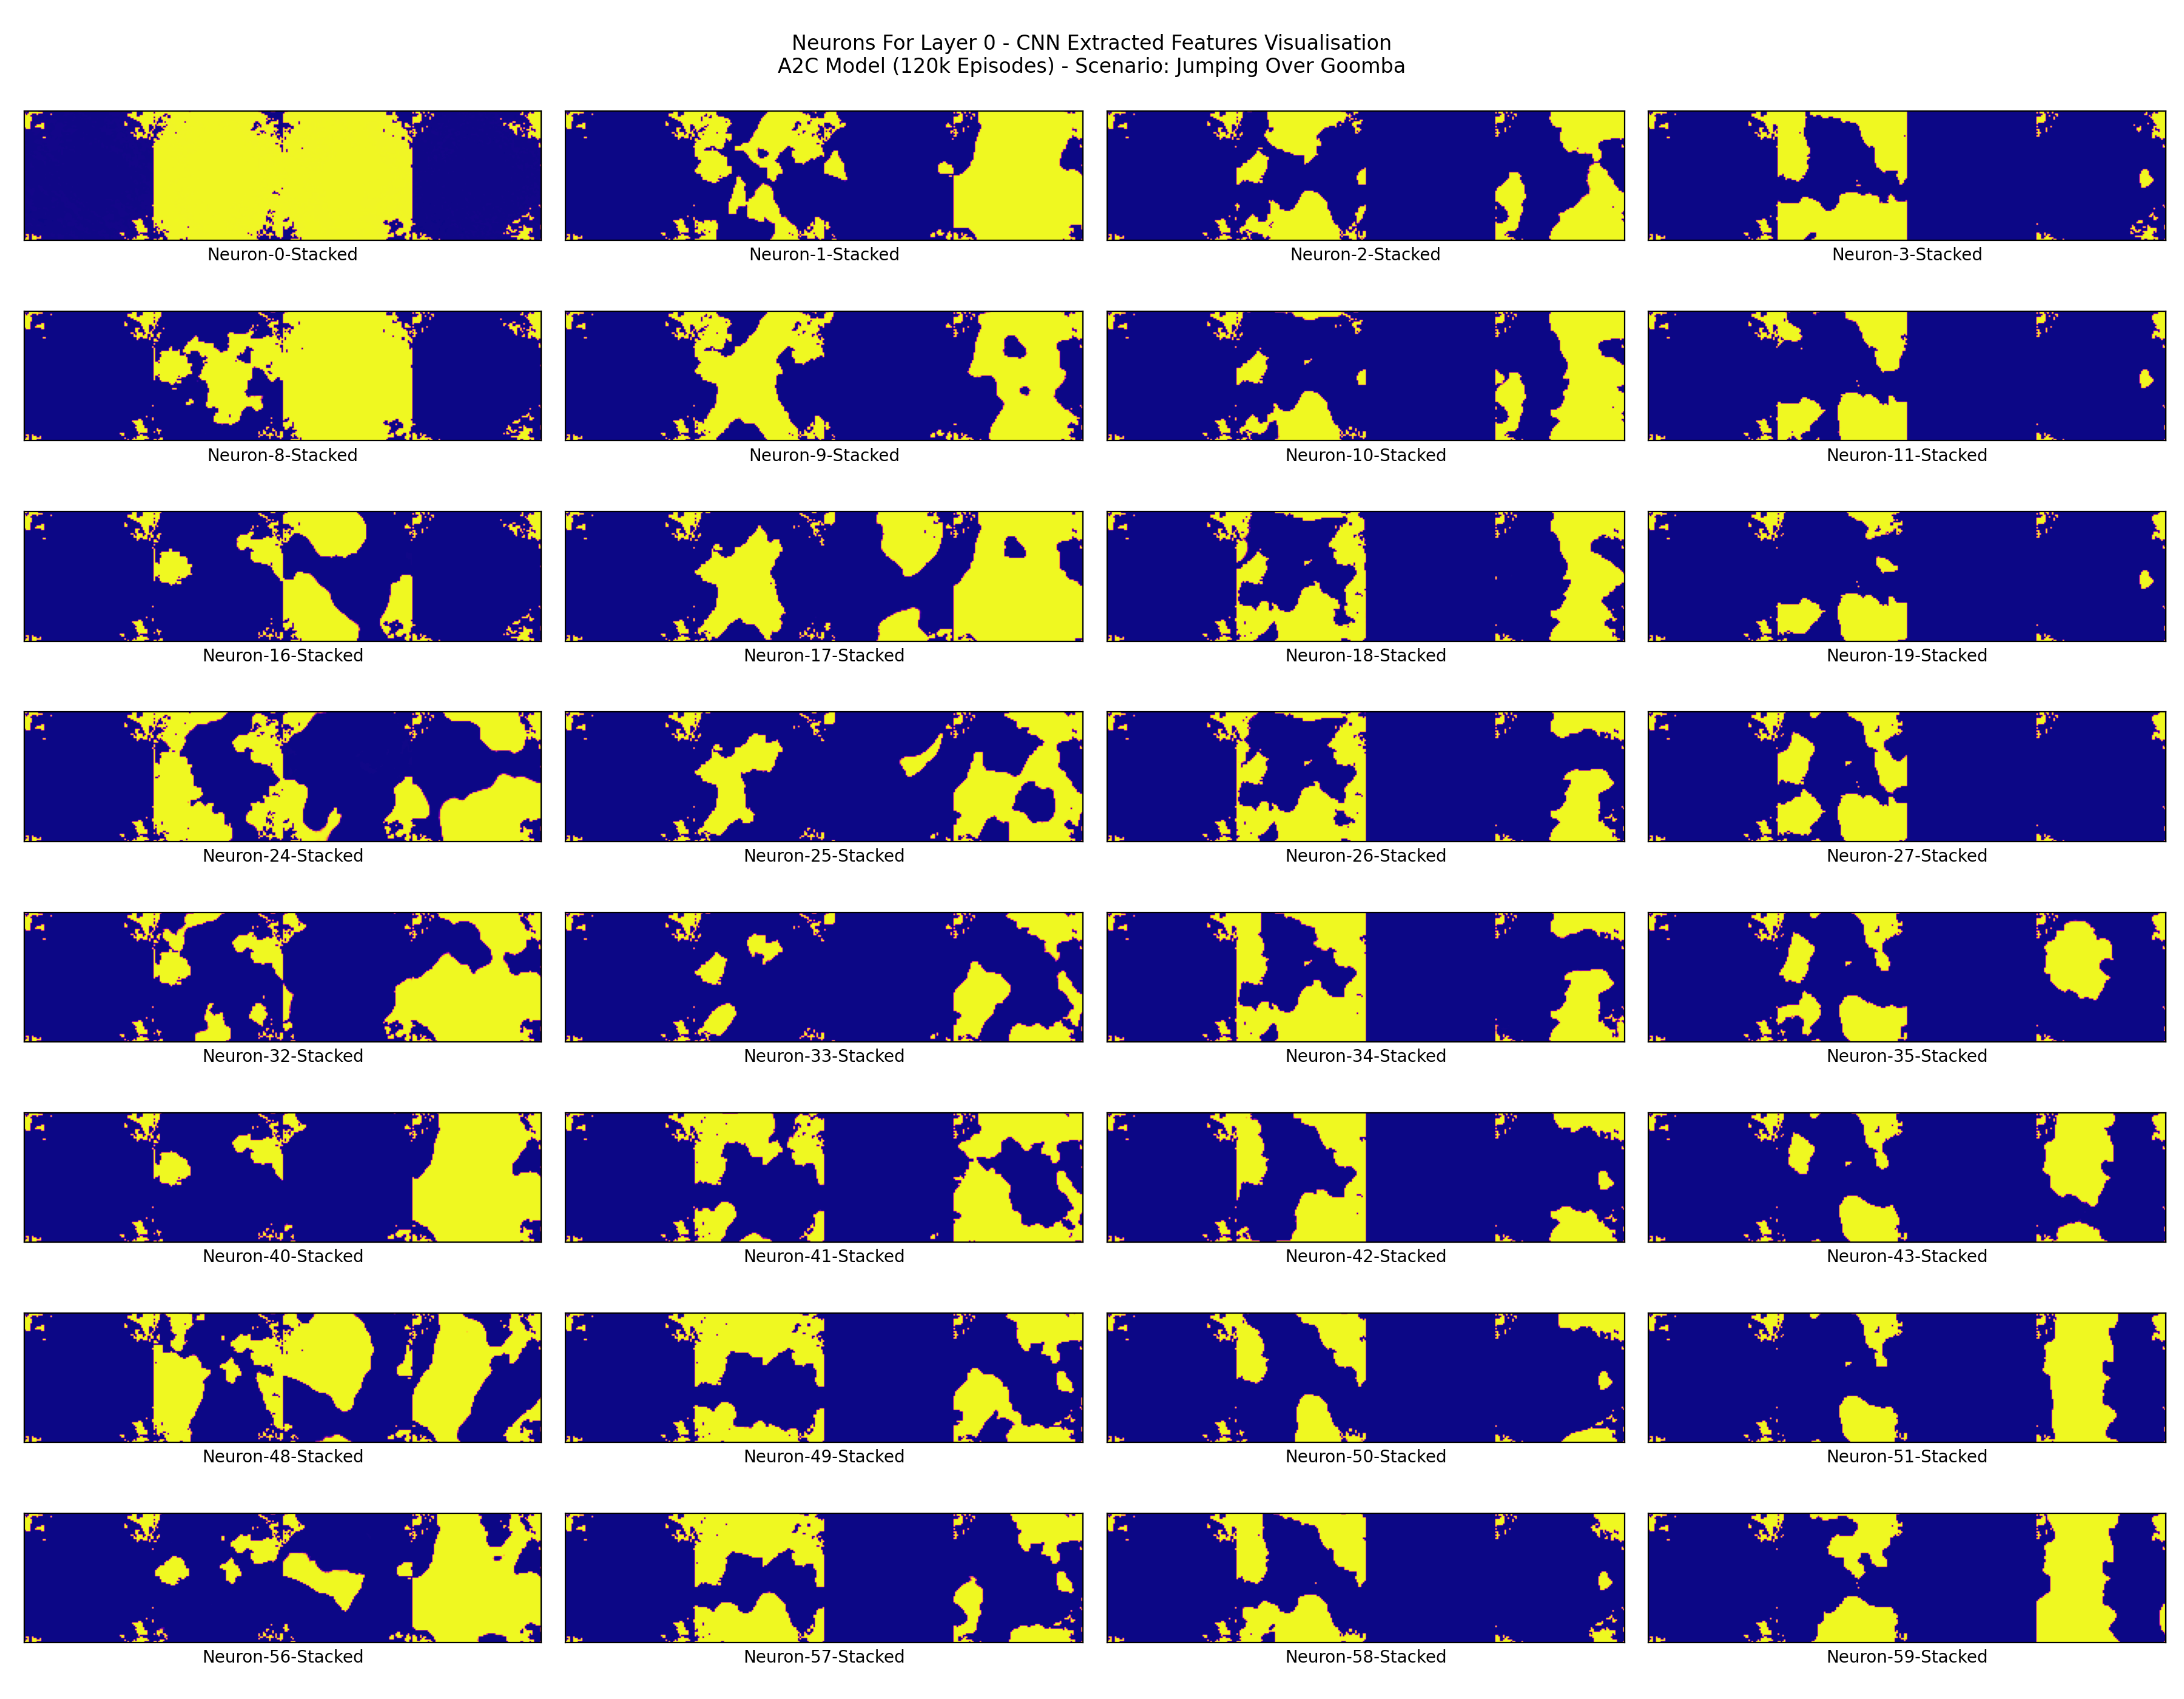 Neurons For Layer 0 - CNN Extracted Features Visualisation
A2C Model (120k Episodes) - Scenario: Jumping Over Goomba
Neuron-0-Stacked
Neuron-1-Stacked
Neuron-2-Stacked
Neuron-3-Stacked
Neuron-8-Stacked
Neuron-9-Stacked
Neuron-10-Stacked
Neuron-11-Stacked
Neuron-16-Stacked
Neuron-17-Stacked
Neuron-18-Stacked
Neuron-19-Stacked
Neuron-24-Stacked
Neuron-25-Stacked
Neuron-26-Stacked
Neuron-27-Stacked
Neuron-32-Stacked
Neuron-33-Stacked
Neuron-34-Stacked
Neuron-35-Stacked
Neuron-40-Stacked
Neuron-41-Stacked
Neuron-42-Stacked
Neuron-43-Stacked
Neuron-48-Stacked
Neuron-49-Stacked
Neuron-50-Stacked
Neuron-51-Stacked
Neuron-56-Stacked
Neuron-57-Stacked
Neuron-58-Stacked
Neuron-59-Stacked